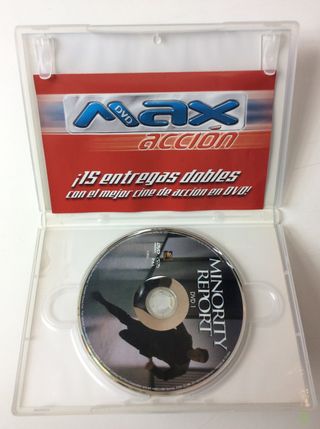 DVD
max
acción
¡15 entregas dobles
con el mejor cine de acción en DVD!
MINORITY
REPORT
DVD 1